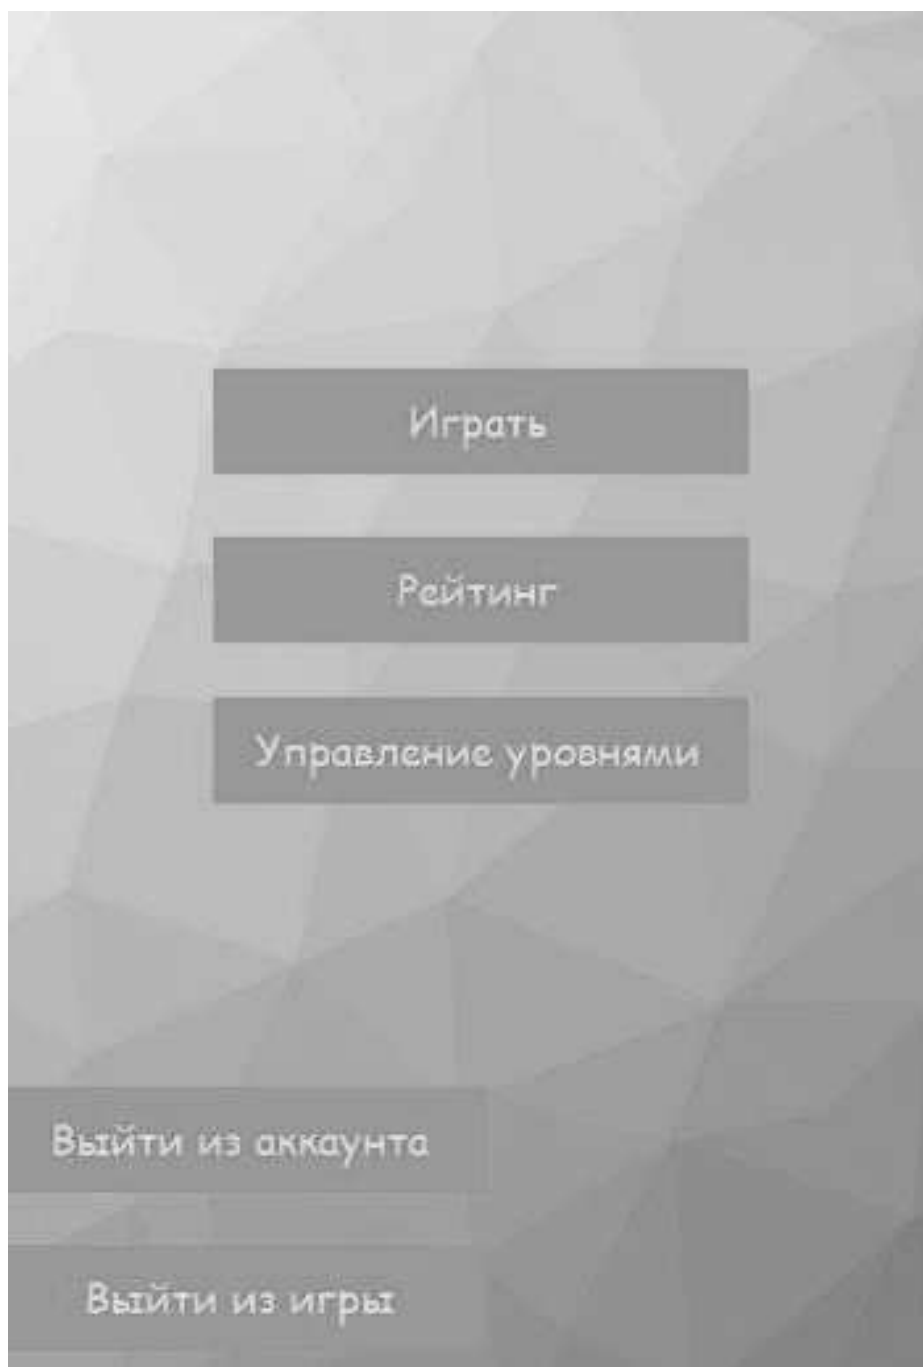 Играть
Рейтинг
Управление уровнями
Выйти из аккаунта
Выйти из игры